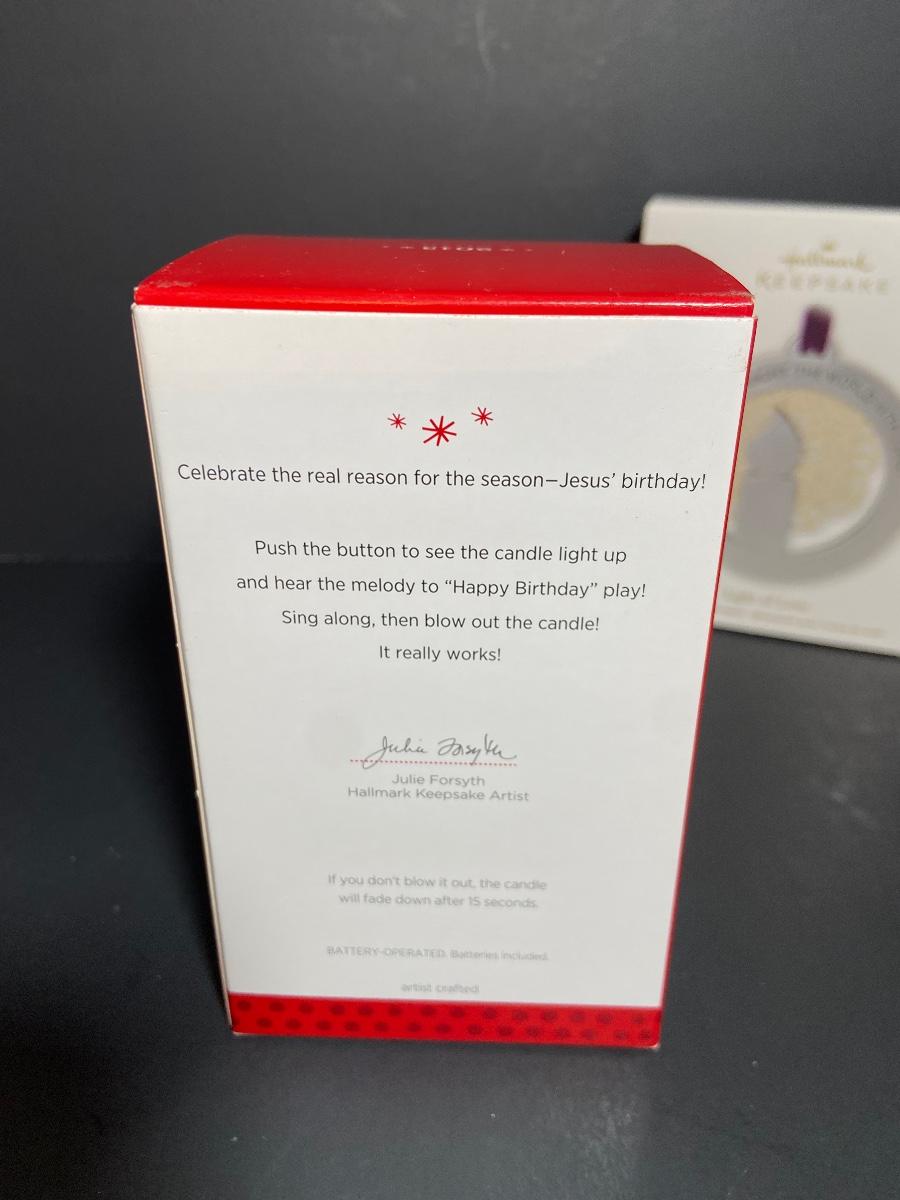 Celebrate the real reason for the season—Jesus' birthday!
Push the button to see the candle light up
and hear the melody to “Happy Birthday” play!
Sing along, then blow out the candle!
It really works!
Julie Forsyth
Julie Forsyth
Hallmark Keepsake Artist
If you don't blow it out, the candle
will fade down after 15 seconds.
BATTERY-OPERATED. Batteries included.
artist crafted
Hallmark
KEEPSAKE